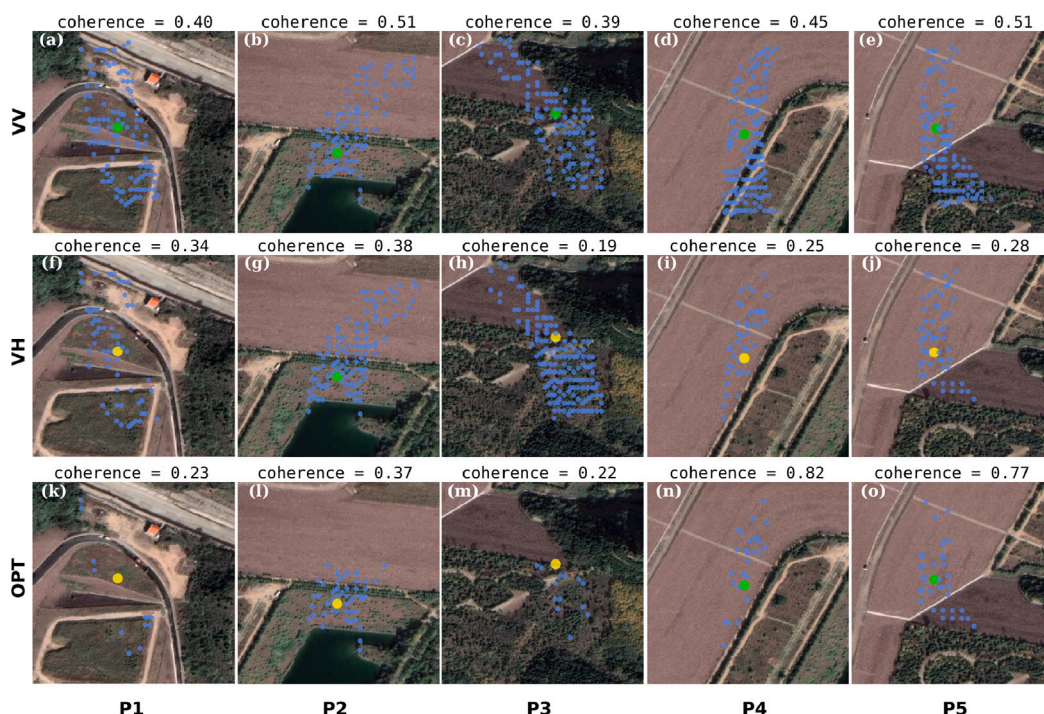 coherence = 0.40 coherence = 0.51 coherence = 0.39 coherence = 0.45 coherence = 0.51
(a) (b) (c) (d) (e)
VV
coherence = 0.34 coherence = 0.38 coherence = 0.19 coherence = 0.25 coherence = 0.28
(f) (g) (h) (i) (j)
VH
coherence = 0.23 coherence = 0.37 coherence = 0.22 coherence = 0.82 coherence = 0.77
(k) (l) (m) (n) (o)
OPT
P1 P2 P3 P4 P5